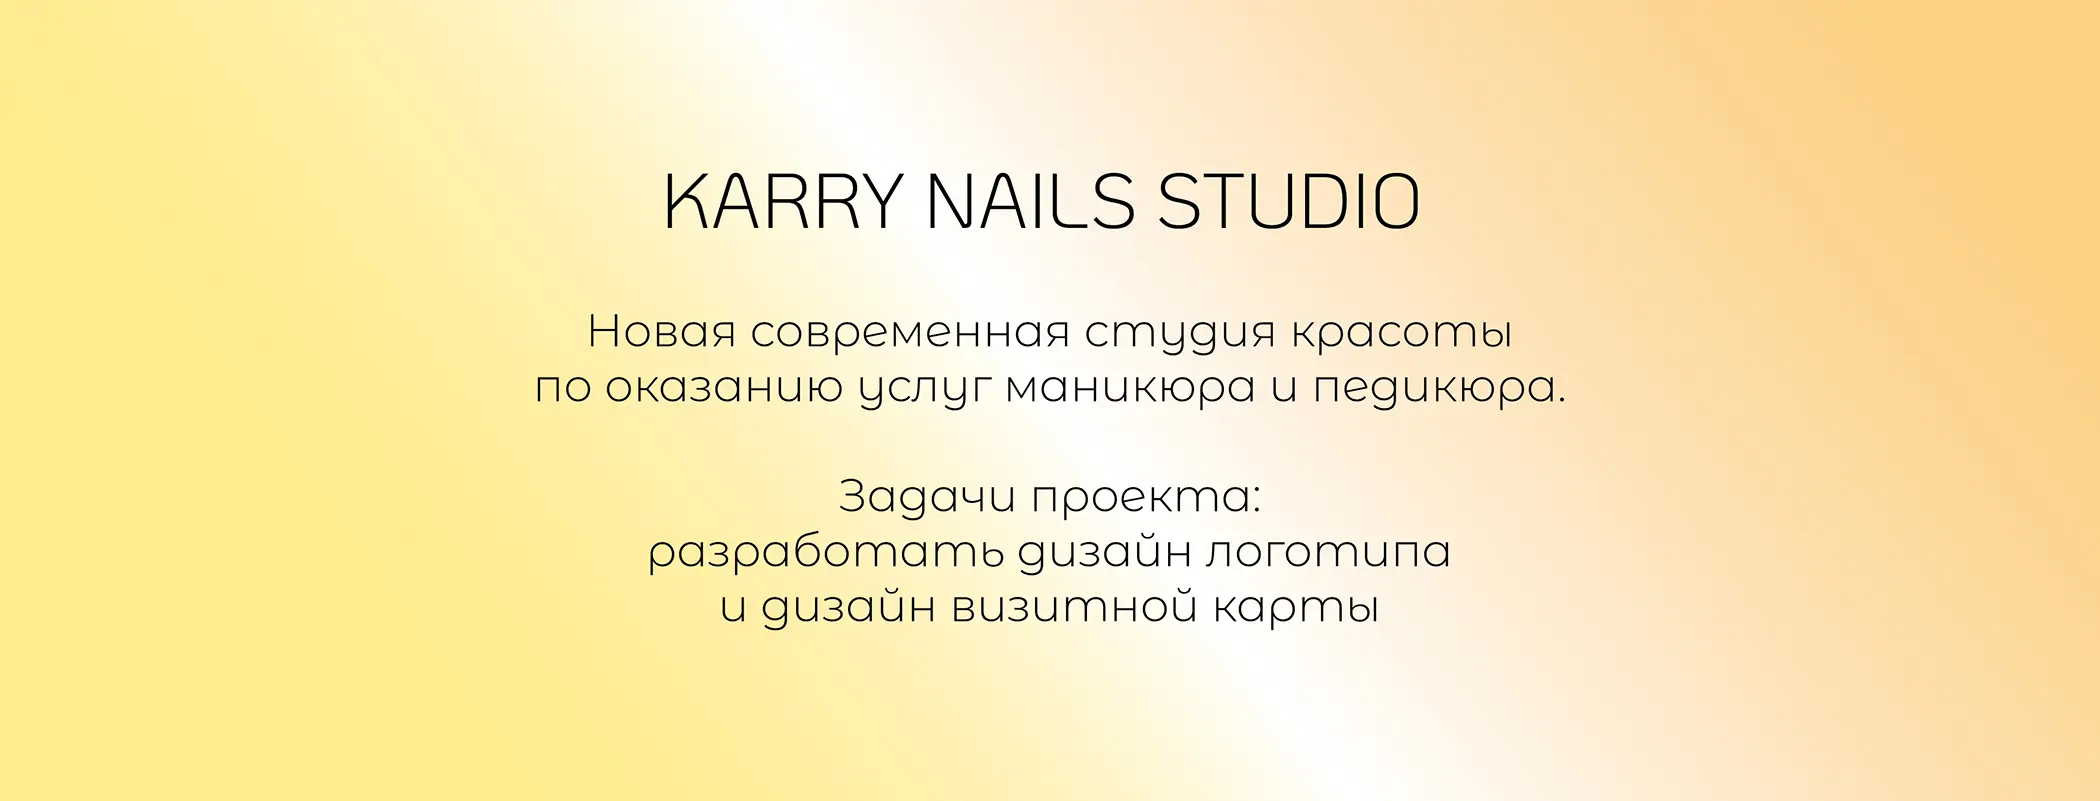 KARRY NAILS STUDIO
Новая современная студия красоты
по оказанию услуг маникюра и педикюра.
Задачи проекта:
разработать дизайн логотипа
и дизайн визитной карты